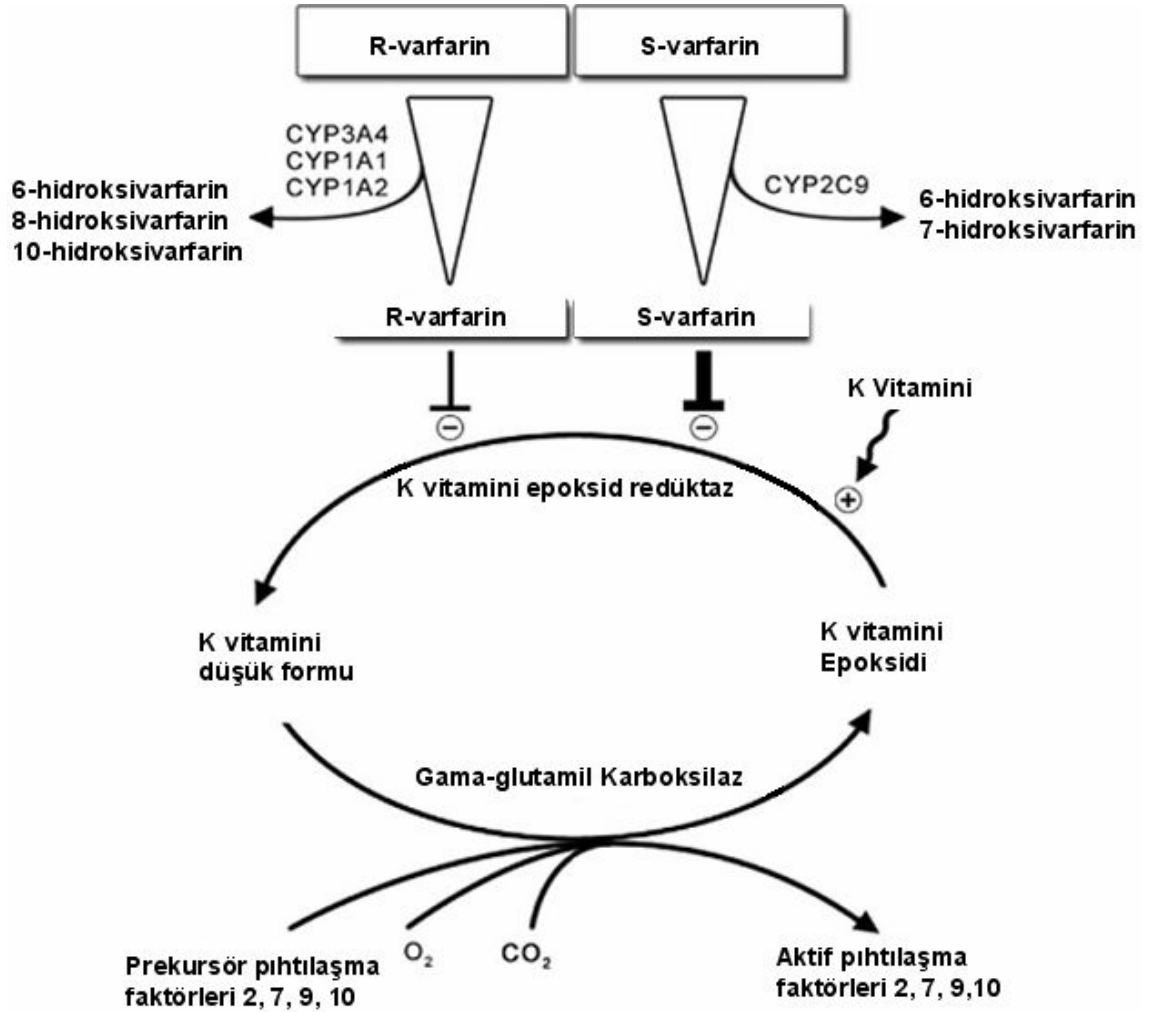 R-varfarin
S-varfarin
CYP3A4
CYP1A1
CYP1A2
6-hidroksivarfarin
8-hidroksivarfarin
10-hidroksivarfarin
CYP2C9
6-hidroksivarfarin
7-hidroksivarfarin
R-varfarin
S-varfarin
K Vitamini
−
−
K vitamini epoksid redüktaz
+
K vitamini
düşük formu
K vitamini
Epoksidi
Gama-glutamil Karboksilaz
Prekursör pıhtılaşma
faktörleri 2, 7, 9, 10
O₂
CO₂
Aktif pıhtılaşma
faktörleri 2, 7, 9,10